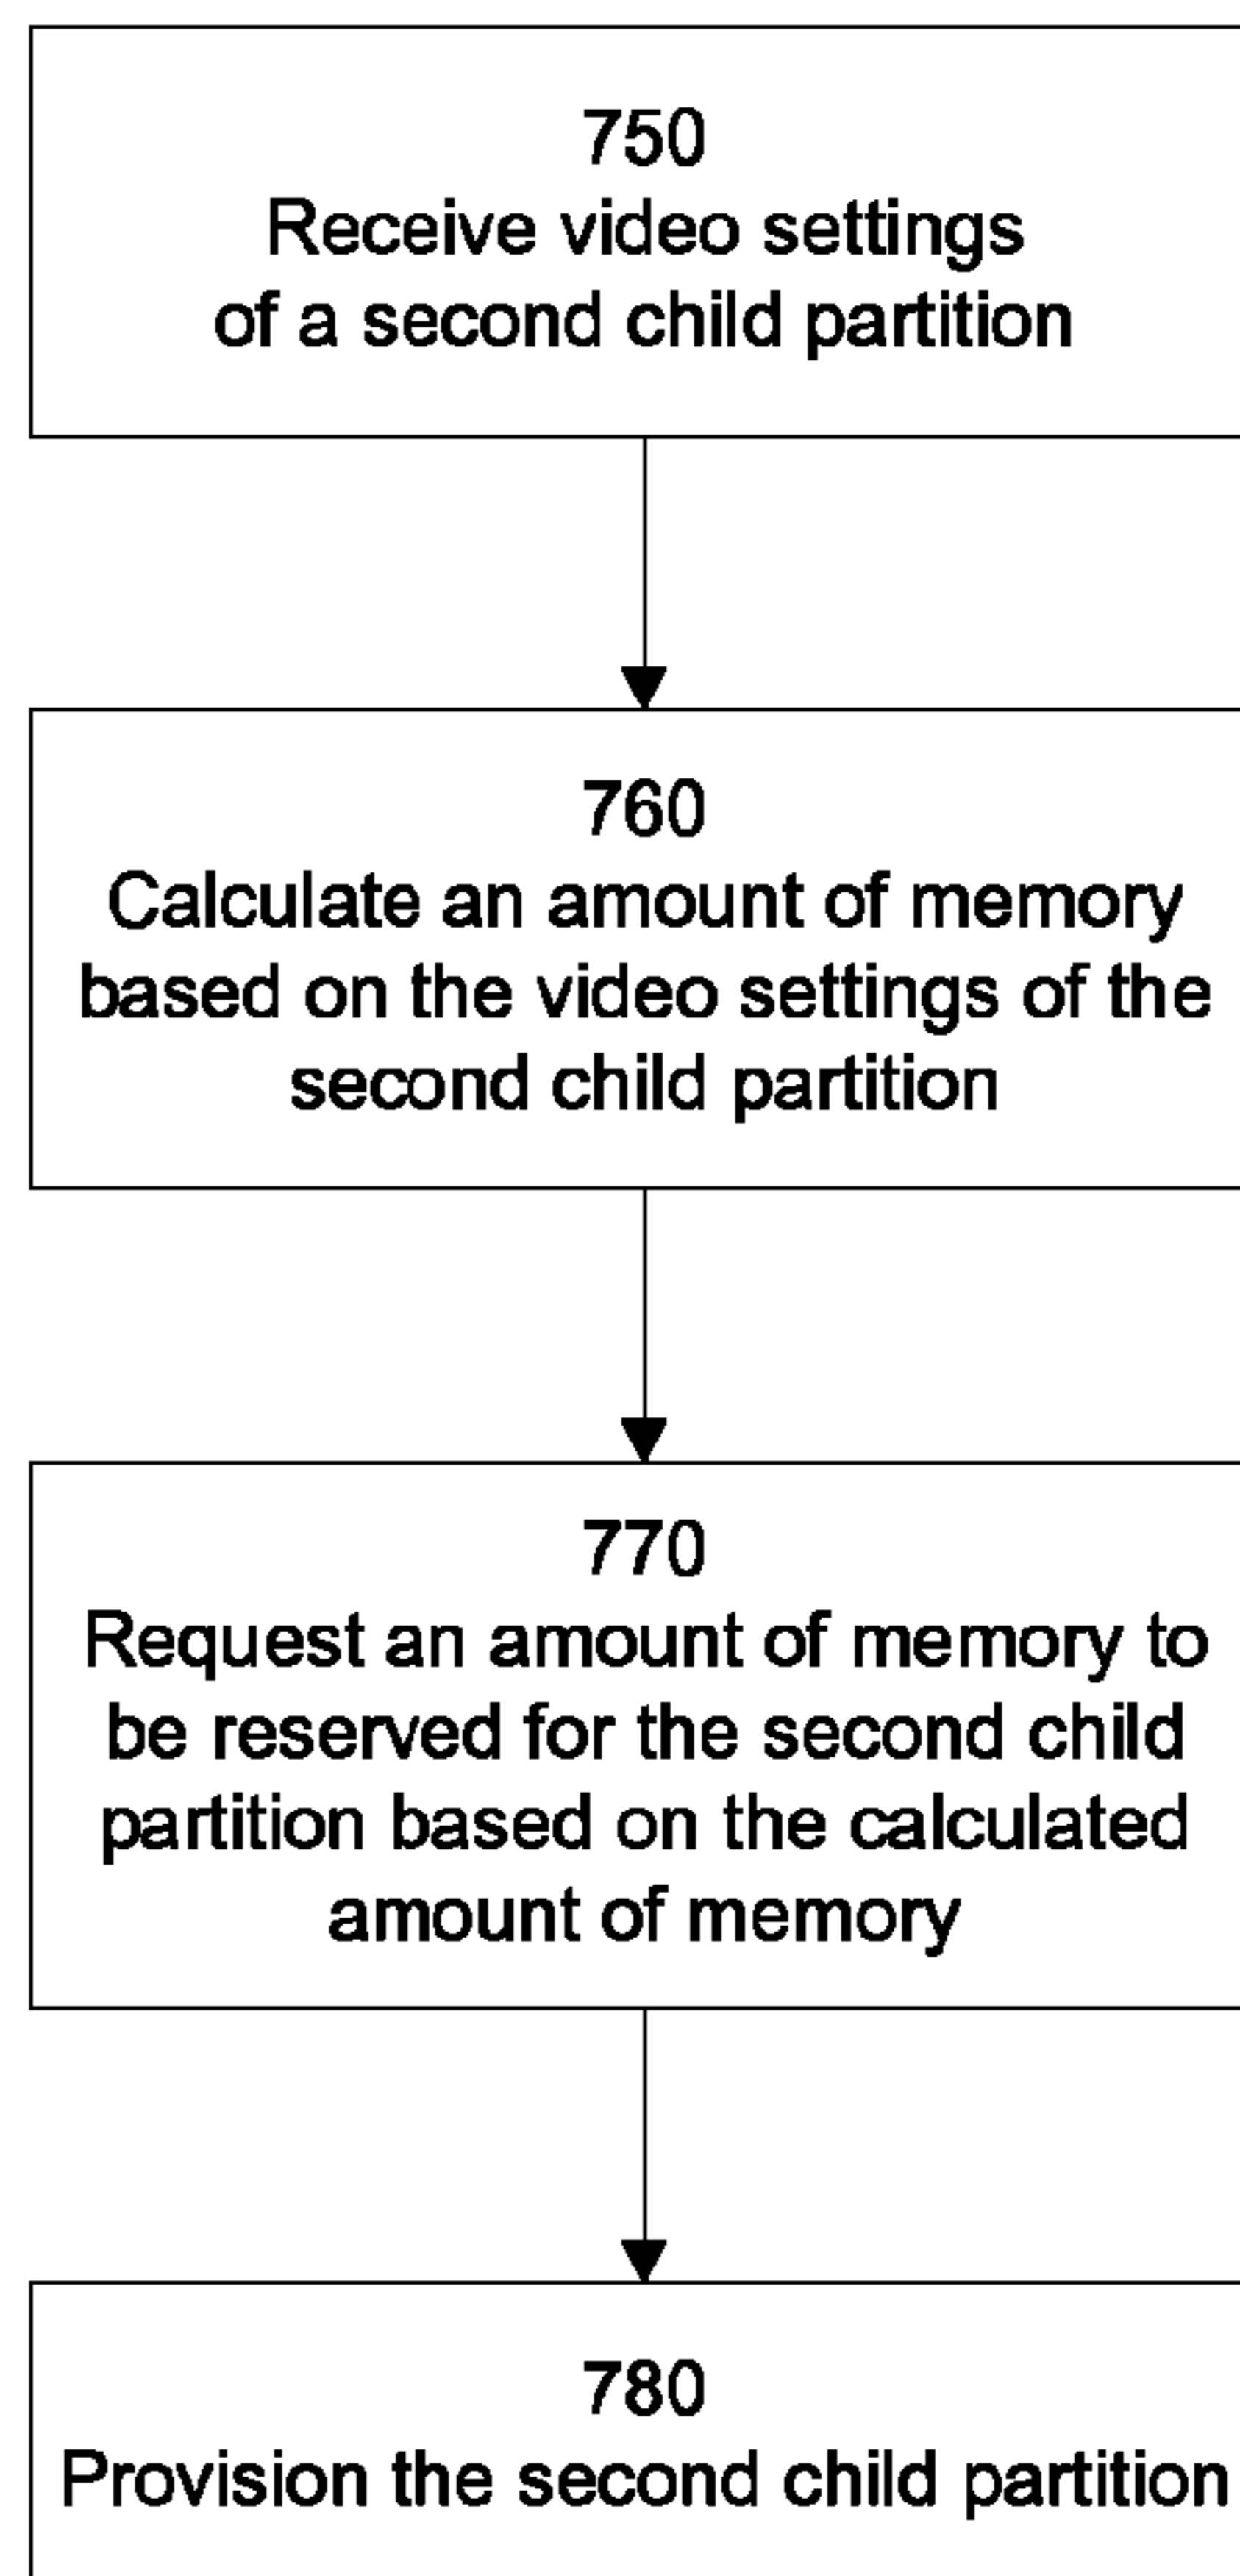 750
Receive video settings
of a second child partition
760
Calculate an amount of memory
based on the video settings of the
second child partition
770
Request an amount of memory to
be reserved for the second child
partition based on the calculated
amount of memory
780
Provision the second child partition